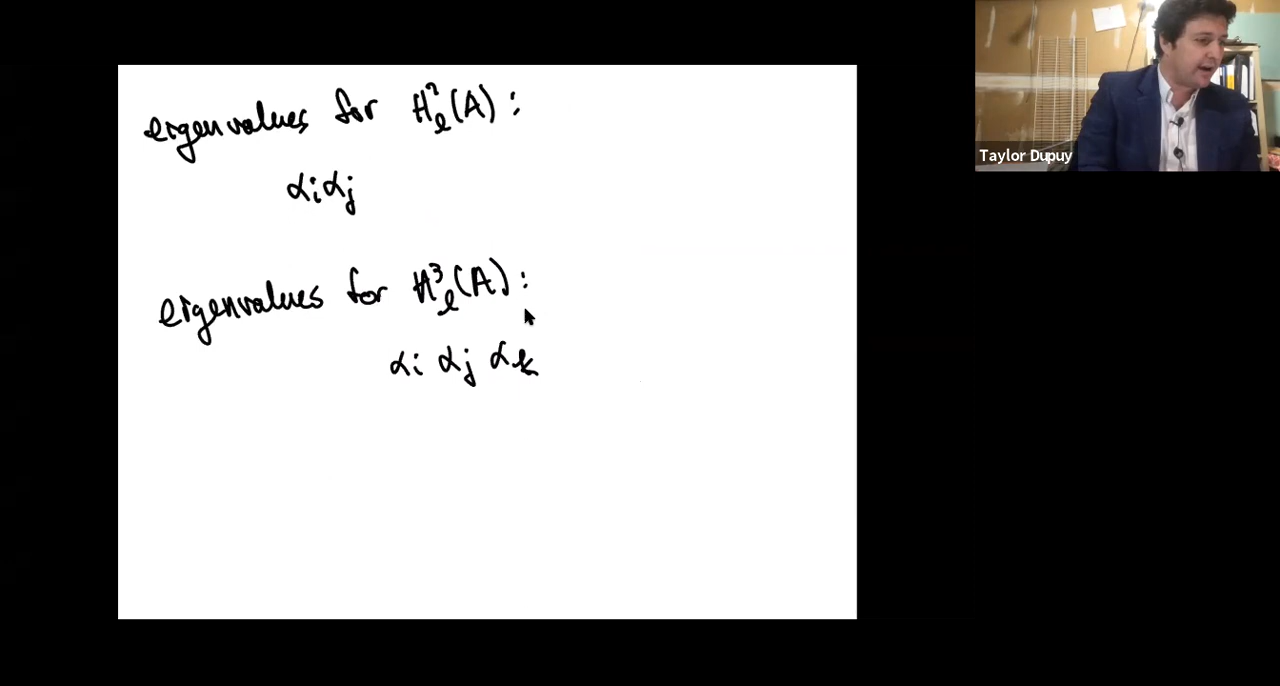 eigenvalues for H²ₗ(A) :
αᵢαⱼ
eigenvalues for H³ₗ(A) :
αᵢ αⱼ αₖ
Taylor Dupuy